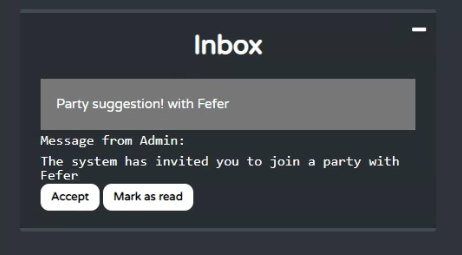 Inbox
Party suggestion! with Fefer
Message from Admin:
The system has invited you to join a party with
Fefer
Accept Mark as read